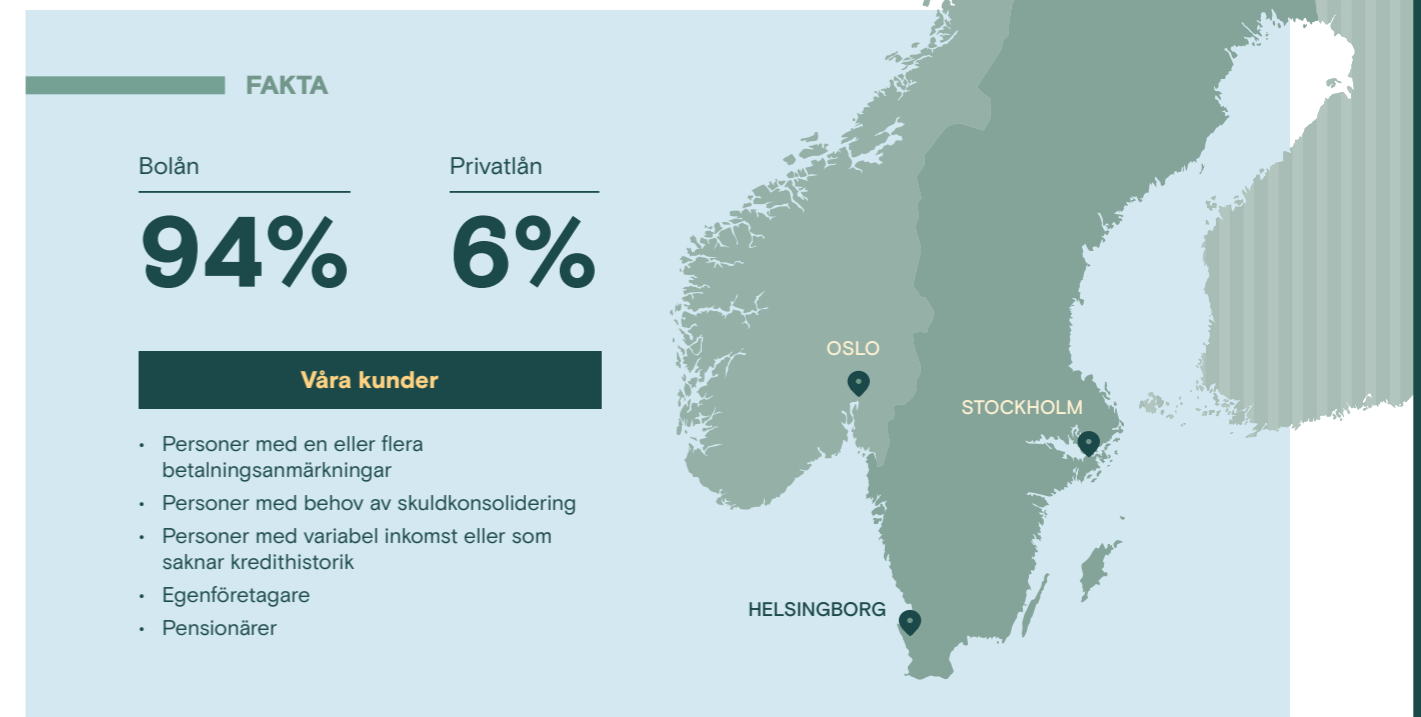 FAKTA
Bolån
94%
Privatlån
6%
Våra kunder
• Personer med en eller flera
betalningsanmärkningar
• Personer med behov av skuldkonsolidering
• Personer med variabel inkomst eller som
saknar kredithistorik
• Egenföretagare
• Pensionärer
OSLO
STOCKHOLM
HELSINGBORG